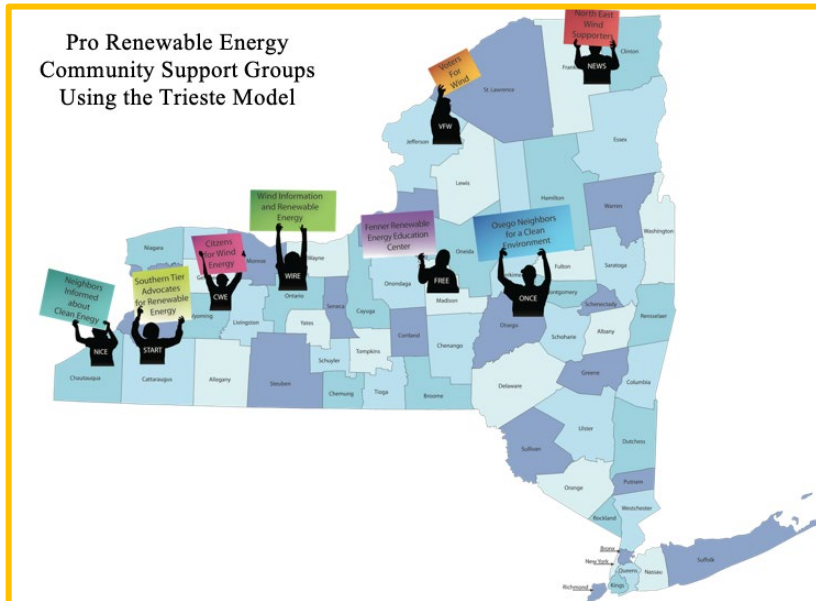 Pro Renewable Energy
Community Support Groups
Using the Trieste Model
North East
Wind
Supporters
NEWS
Clinton
Voters
For
Wind
VFW
St. Lawrence
Essex
Jefferson
Lewis
Hamilton
Warren
Washington
Wind Information
and Renewable
Energy
WIRE
Fenner Renewable
Energy Education
Center
FREE
Osego Neighbors
for a Clean
Environment
ONCE
Citizens
for Wind
Energy
CWE
Southern Tier
Advocates
for Renewable
Energy
START
Neighbors
Informed
about
Clean Enegy
NICE
Niagara
Monroe
Wayne
Oneida
Fulton
Saratoga
Onondaga
Madison
Montgomery
Schenectady
Rensselaer
Ontario
Seneca
Cayuga
Livingston
Yates
Cortland
Chenango
Otsego
Schoharie
Albany
Schuyler
Tompkins
Chautauqua
Cattaraugus
Allegany
Steuben
Chemung
Tioga
Broome
Delaware
Greene
Columbia
Ulster
Dutchess
Sullivan
Orange
Putnam
Westchester
Rockland
Bronx
New York
Queens
Nassau
Suffolk
Kings
Richmond